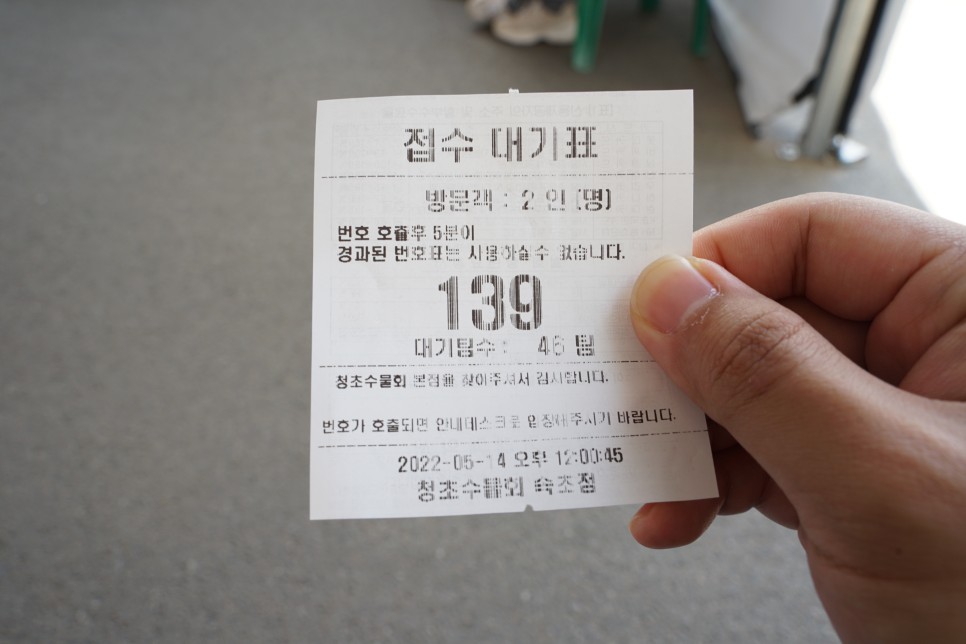 접수 대기표
방문객 : 2 인 (명)
번호 호출후 5분이
경과된 번호표는 사용하실수 없습니다.
139
대기팀수 : 46 팀
청초수물회 본점을 찾아주셔서 감사합니다.
번호가 호출되면 안내데스크로 입장해주시기 바랍니다.
2022-05-14 오후 12:00:45
청초수물회 속초점